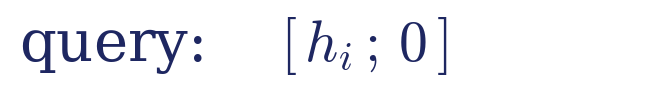 query: [ h_i ; 0 ]